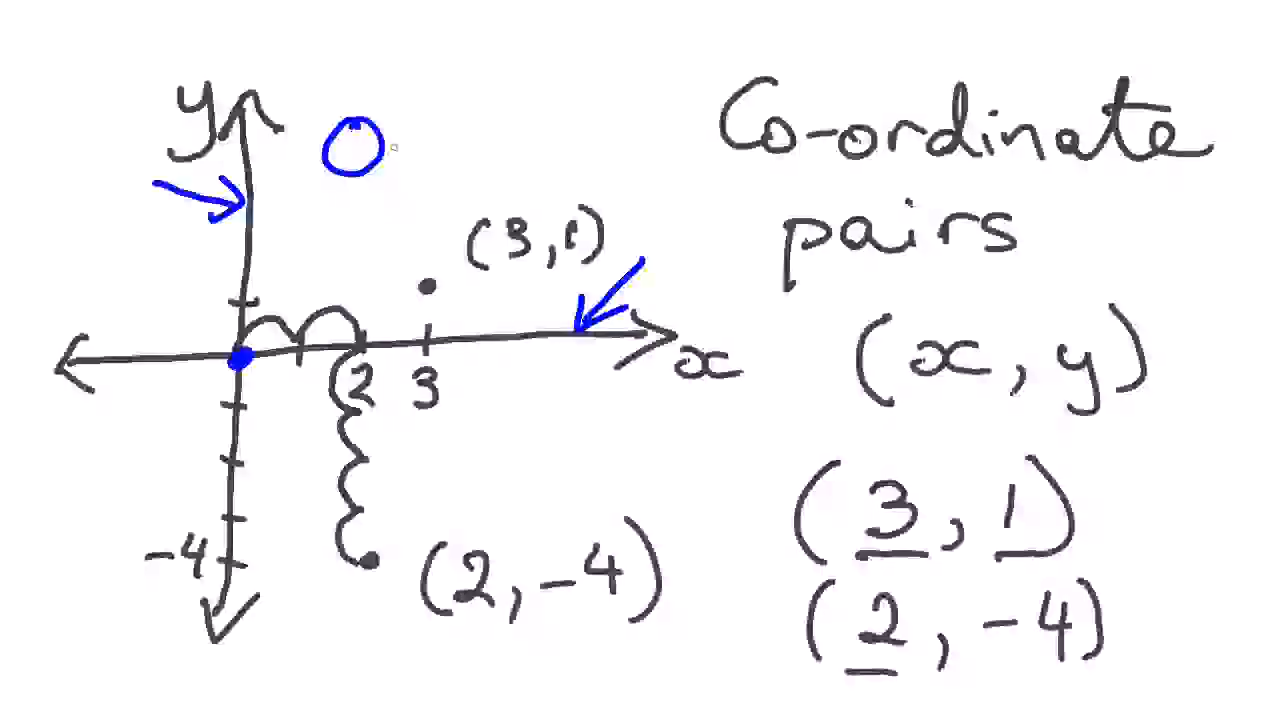 y
O
Co-ordinate
pairs
(3,1)
x
2
3
(x, y)
(3, 1)
-4
(2, -4)
(2, -4)